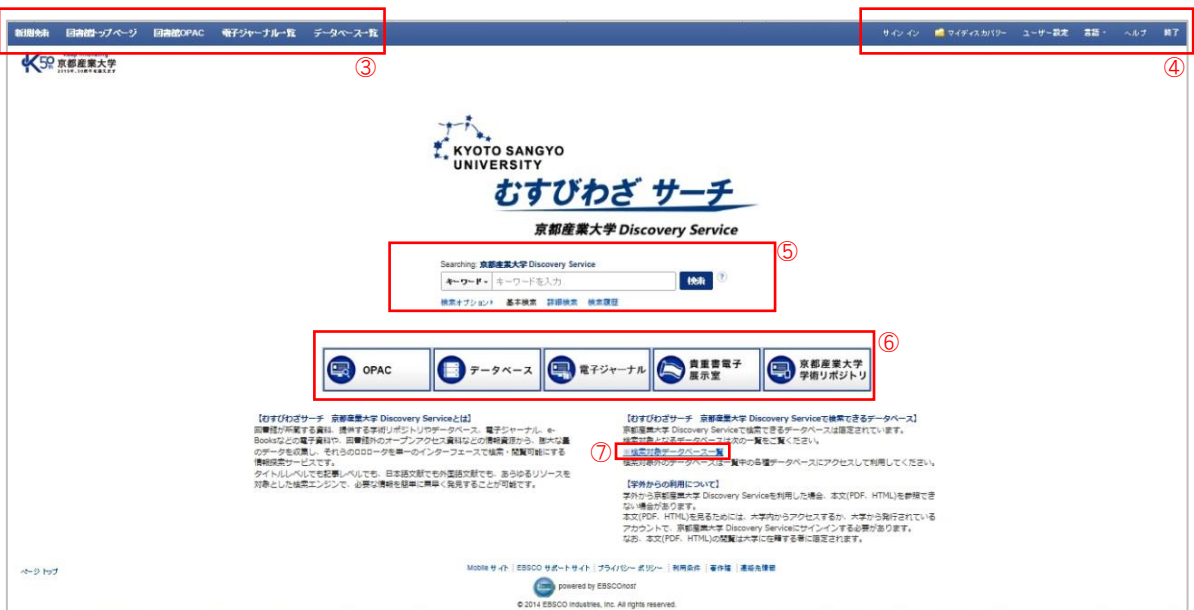 新規検索 図書館トップページ 図書館OPAC 電子ジャーナル一覧 データベース一覧
サインイン マイディスカバリー ユーザー設定 言語 ヘルプ 終了
③
④
50th 京都産業大学
KYOTO SANGYO
UNIVERSITY
むすびわざ サーチ
京都産業大学 Discovery Service
⑤
Searching: 京都産業大学 Discovery Service
キーワード キーワードを入力 検索 ?
検索オプション 基本検索 詳細検索 検索履歴
⑥
OPAC
データベース
電子ジャーナル
貴重書電子
展示室
京都産業大学
学術リポジトリ
【むすびわざサーチ 京都産業大学 Discovery Serviceとは】
図書館が所蔵する資料、提供する学術リポジトリやデータベース、電子ジャーナル、e-
Booksなどの電子資料や、図書館外のオープンアクセス資料などの情報資源から、膨大な量
のデータを収集し、それらのロロロータを単一のインターフェースで検索・閲覧可能にする
情報探索サービスです。
タイトルレベルでも記事レベルでも、日本語文献でも外国語文献でも、あらゆるリソースを
対象とした検索エンジンで、必要な情報を簡単に素早く発見することが可能です。
【むすびわざサーチ 京都産業大学 Discovery Serviceで検索できるデータベース】
京都産業大学 Discovery Serviceで検索できるデータベースは限定されています。
検索対象となるデータベースは次の一覧をご覧ください。
⑦
※検索対象データベース一覧
検索対象外のデータベースは一覧中の各種データベースにアクセスして利用してください。
【学外からの利用について】
学外から京都産業大学 Discovery Serviceを利用した場合、本文(PDF、HTML)を参照でき
ない場合があります。
本文(PDF、HTML)を見るためには、大学内からアクセスするか、大学から発行されている
アカウントで、京都産業大学 Discovery Serviceにサインインする必要があります。
なお、本文(PDF、HTML)の閲覧は大学に在籍する者に限定されます。
ページ トップ
Mobile サイト | EBSCO サポートサイト | プライバシー ポリシー | 利用条件 | 著作権 | 連絡先情報
powered by EBSCOhost
© 2014 EBSCO Industries, Inc. All rights reserved.